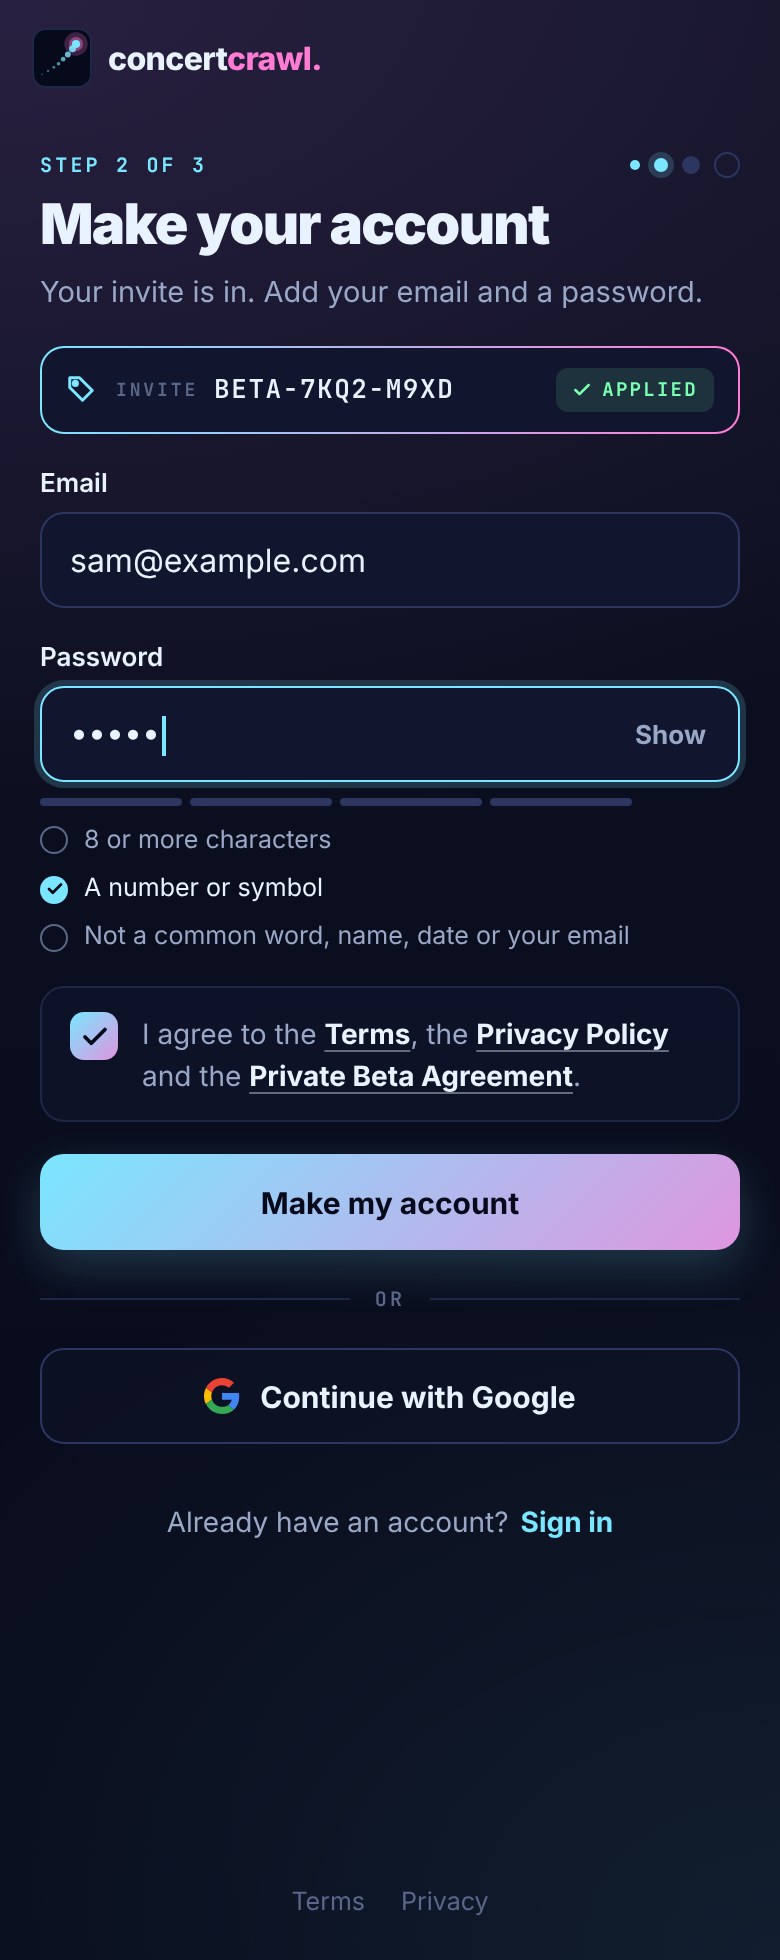 concertcrawl.
STEP 2 OF 3
Make your account
Your invite is in. Add your email and a password.
INVITE BETA-7KQ2-M9XD APPLIED
Email
sam@example.com
Password
••••• Show
8 or more characters
A number or symbol
Not a common word, name, date or your email
I agree to the Terms, the Privacy Policy
and the Private Beta Agreement.
Make my account
OR
Continue with Google
Already have an account? Sign in
Terms Privacy